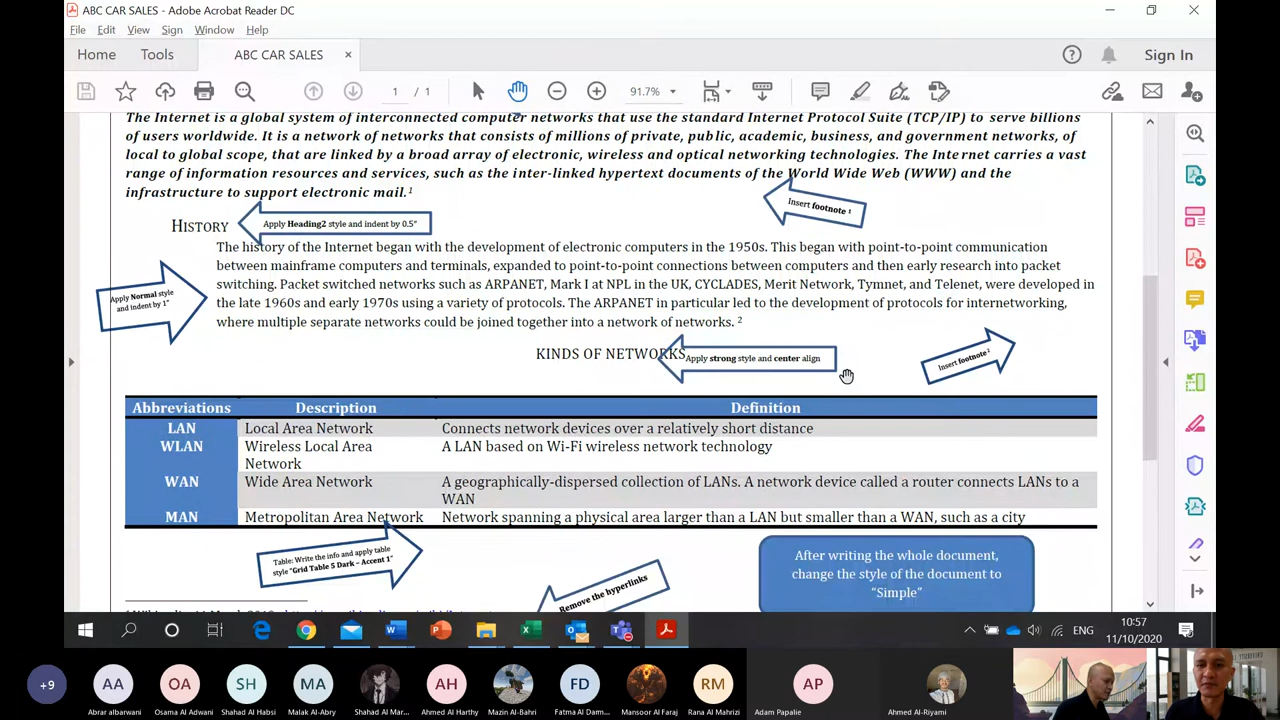 ABC CAR SALES - Adobe Acrobat Reader DC
File Edit View Sign Window Help
Home Tools ABC CAR SALES × Sign In
1 / 1 91.7%
The Internet is a global system of interconnected computer networks that use the standard Internet Protocol Suite (TCP/IP) to serve billions
of users worldwide. It is a network of networks that consists of millions of private, public, academic, business, and government networks, of
local to global scope, that are linked by a broad array of electronic, wireless and optical networking technologies. The Internet carries a vast
range of information resources and services, such as the inter-linked hypertext documents of the World Wide Web (WWW) and the
infrastructure to support electronic mail.¹
Insert footnote ¹
HISTORY
Apply Heading2 style and indent by 0.5"
The history of the Internet began with the development of electronic computers in the 1950s. This began with point-to-point communication
between mainframe computers and terminals, expanded to point-to-point connections between computers and then early research into packet
switching. Packet switched networks such as ARPANET, Mark I at NPL in the UK, CYCLADES, Merit Network, Tymnet, and Telenet, were developed in
the late 1960s and early 1970s using a variety of protocols. The ARPANET in particular led to the development of protocols for internetworking,
where multiple separate networks could be joined together into a network of networks. ²
Apply Normal style
and indent by 1"
KINDS OF NETWORKS
Apply strong style and center align
Insert footnote ²
Abbreviations Description Definition
LAN Local Area Network Connects network devices over a relatively short distance
WLAN Wireless Local Area A LAN based on Wi-Fi wireless network technology
Network
WAN Wide Area Network A geographically-dispersed collection of LANs. A network device called a router connects LANs to a
WAN
MAN Metropolitan Area Network Network spanning a physical area larger than a LAN but smaller than a WAN, such as a city
Table: Write the info and apply table
style "Grid Table 5 Dark – Accent 1"
Remove the hyperlinks
After writing the whole document,
change the style of the document to
"Simple"
ENG 10:57
11/10/2020
+9 AA OA SH MA AH FD RM AP
Abrar albarwani Osama Al Adwani Shahad Al Habsi Malak Al-Abry Shahad Al Mar... Ahmed Al Harthy Mazin Al-Bahri Fatma Al Darm... Mansoor Al Faraj Rana Al Mahrizi Adam Papalie Ahmed Al-Riyami